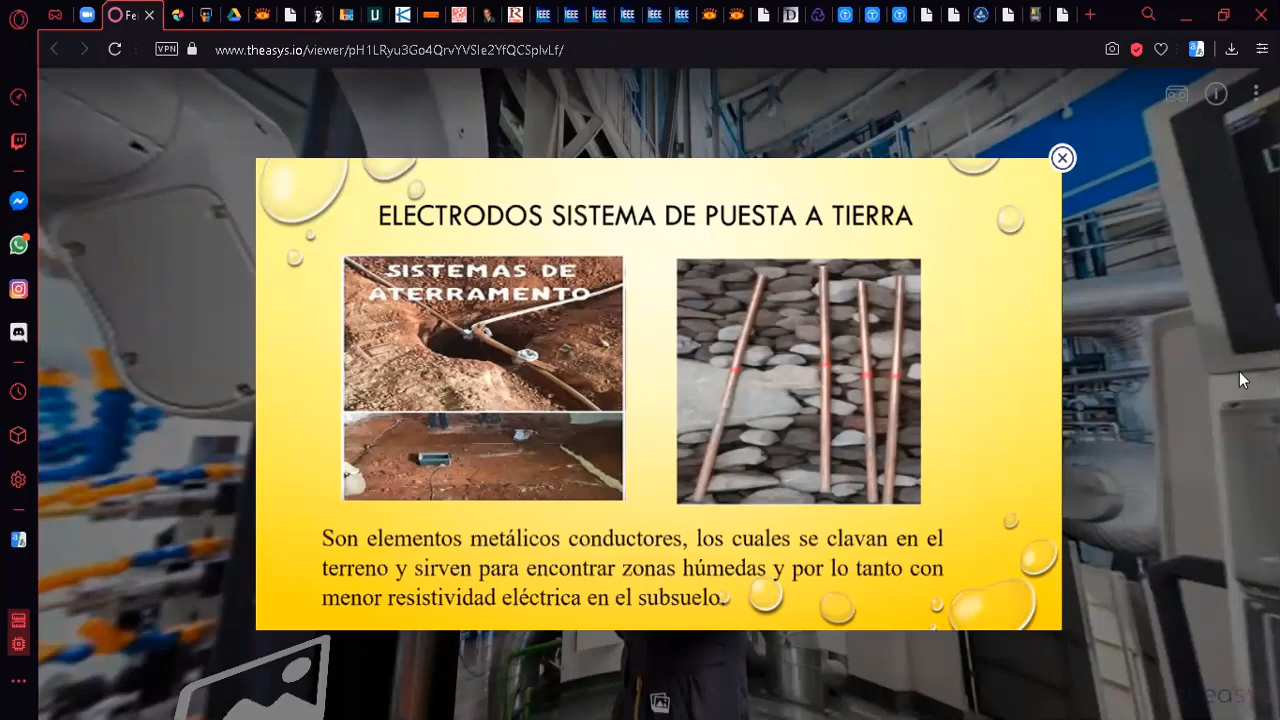 Fe
VPN
www.theasys.io/viewer/pH1LRyu3Go4QrvYVSIe2YfQCSplvLf/
ELECTRODOS SISTEMA DE PUESTA A TIERRA
SISTEMAS DE
ATERRAMENTO
Son elementos metálicos conductores, los cuales se clavan en el
terreno y sirven para encontrar zonas húmedas y por lo tanto con
menor resistividad eléctrica en el subsuelo.